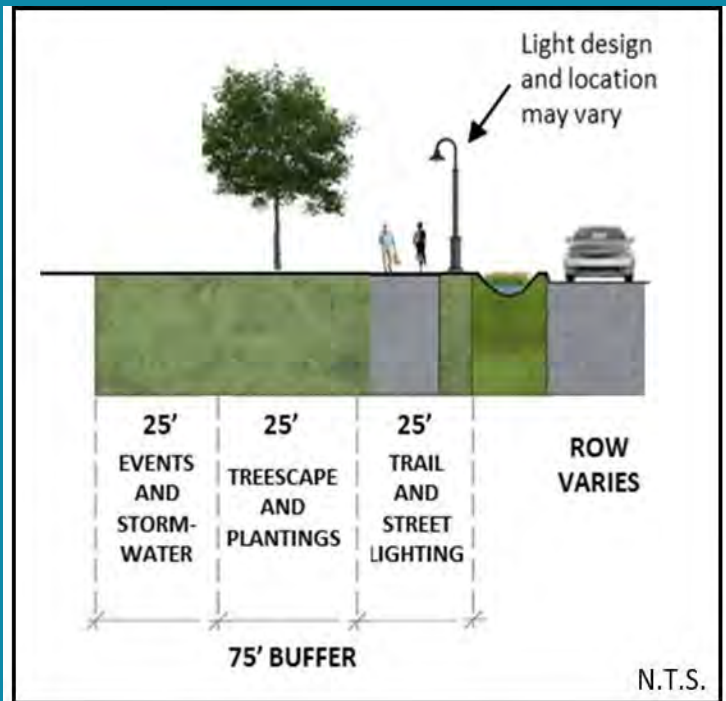 Light design
and location
may vary
25'
EVENTS
AND
STORM-
WATER
25'
TREESCAPE
AND
PLANTINGS
25'
TRAIL
AND
STREET
LIGHTING
ROW
VARIES
75' BUFFER
N.T.S.